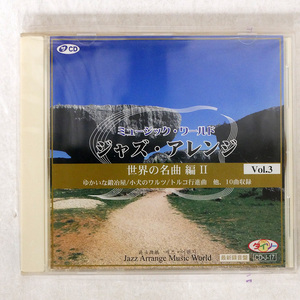 CD
ミュージック・ワールド
ジャズ・アレンジ
世界の名曲 編 II
Vol.3
ゆかいな鍛冶屋/小犬のワルツ/トルコ行進曲 他、10曲収録
Jazz Arrange Music World
ダイソー